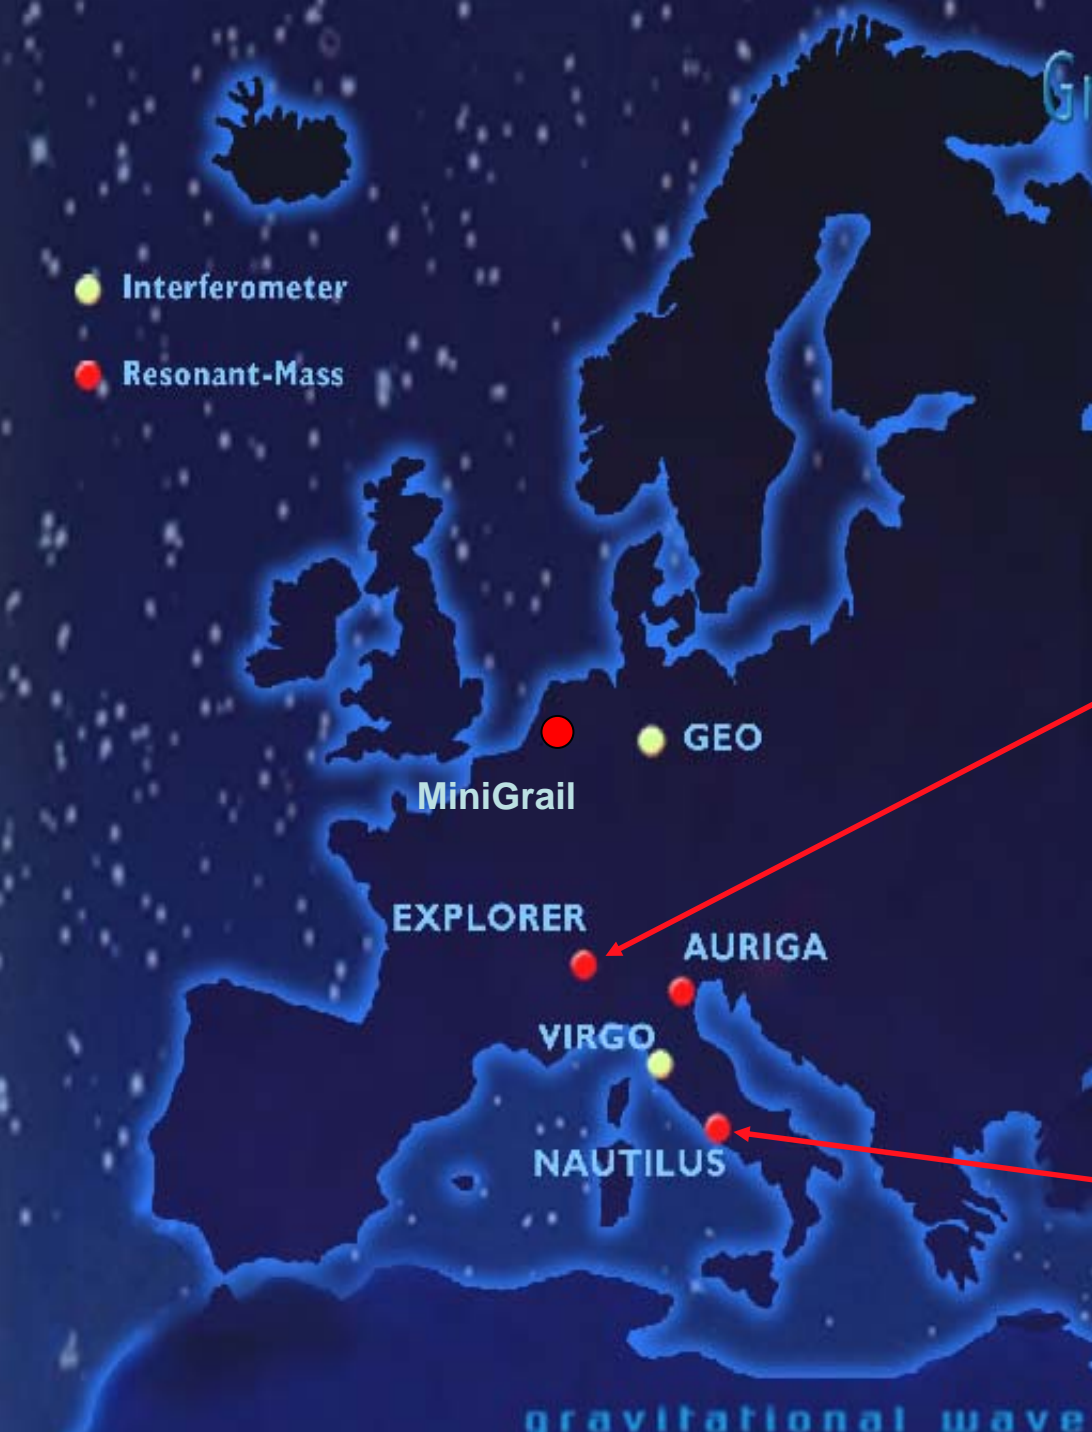 Interferometer
Resonant-Mass
GEO
MiniGrail
EXPLORER
AURIGA
VIRGO
NAUTILUS
gravitational wave